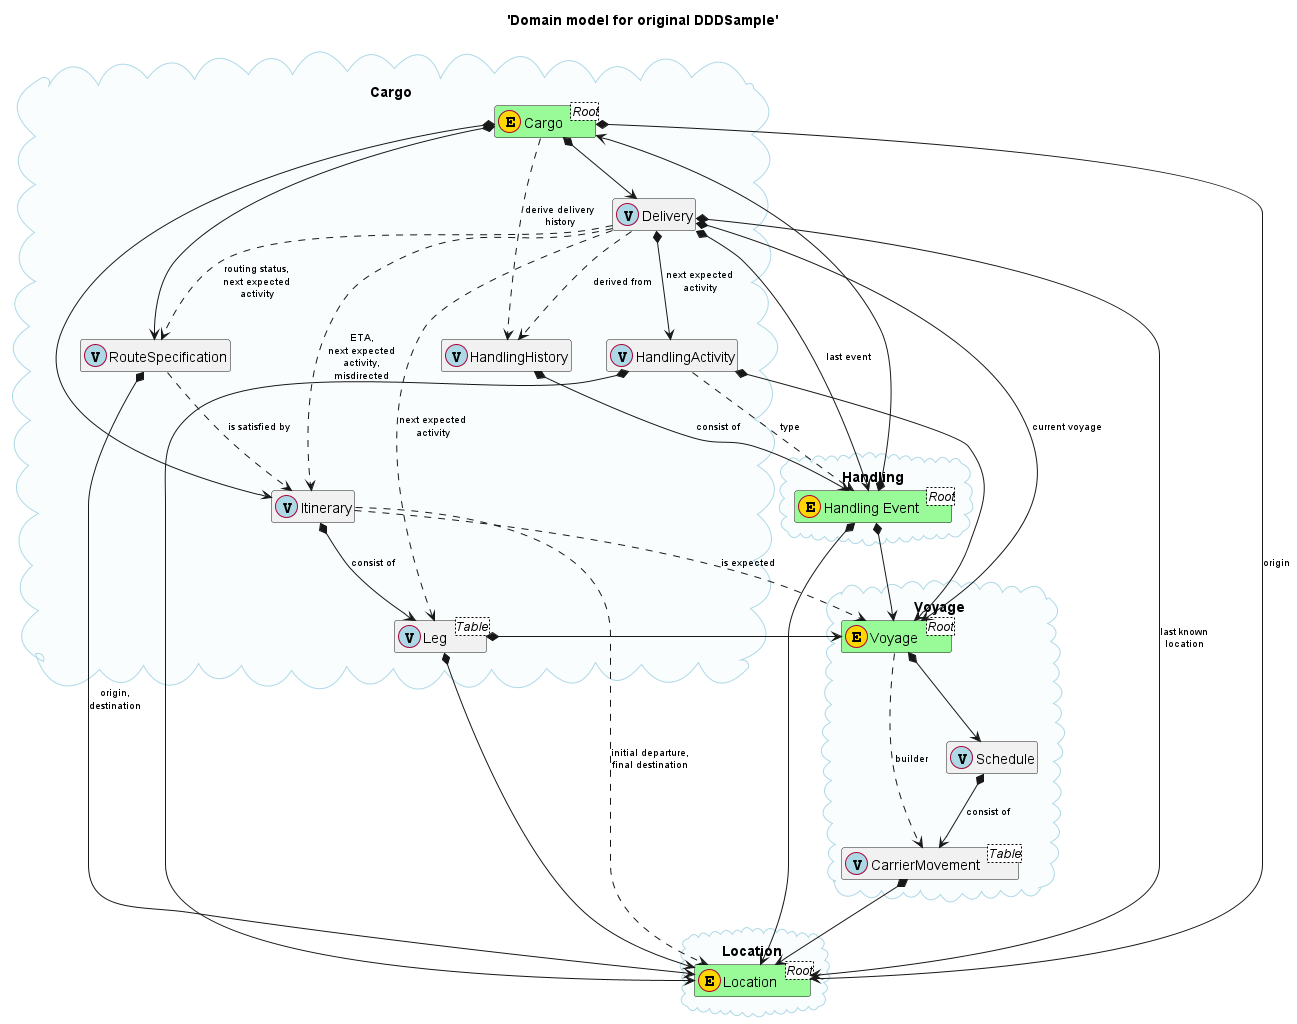 'Domain model for original DDDSample'
Cargo
E Cargo
Root
derive delivery
history
V Delivery
routing status,
next expected
activity
derived from
next expected
activity
ETA,
next expected
activity,
misdirected
last event
V RouteSpecification
V HandlingHistory
V HandlingActivity
is satisfied by
next expected
activity
consist of
type
current voyage
Handling
E Handling Event
Root
V Itinerary
consist of
is expected
origin
Voyage
E Voyage
Root
V Leg
Table
last known
location
origin,
destination
initial departure,
final destination
builder
V Schedule
consist of
V CarrierMovement
Table
Location
E Location
Root